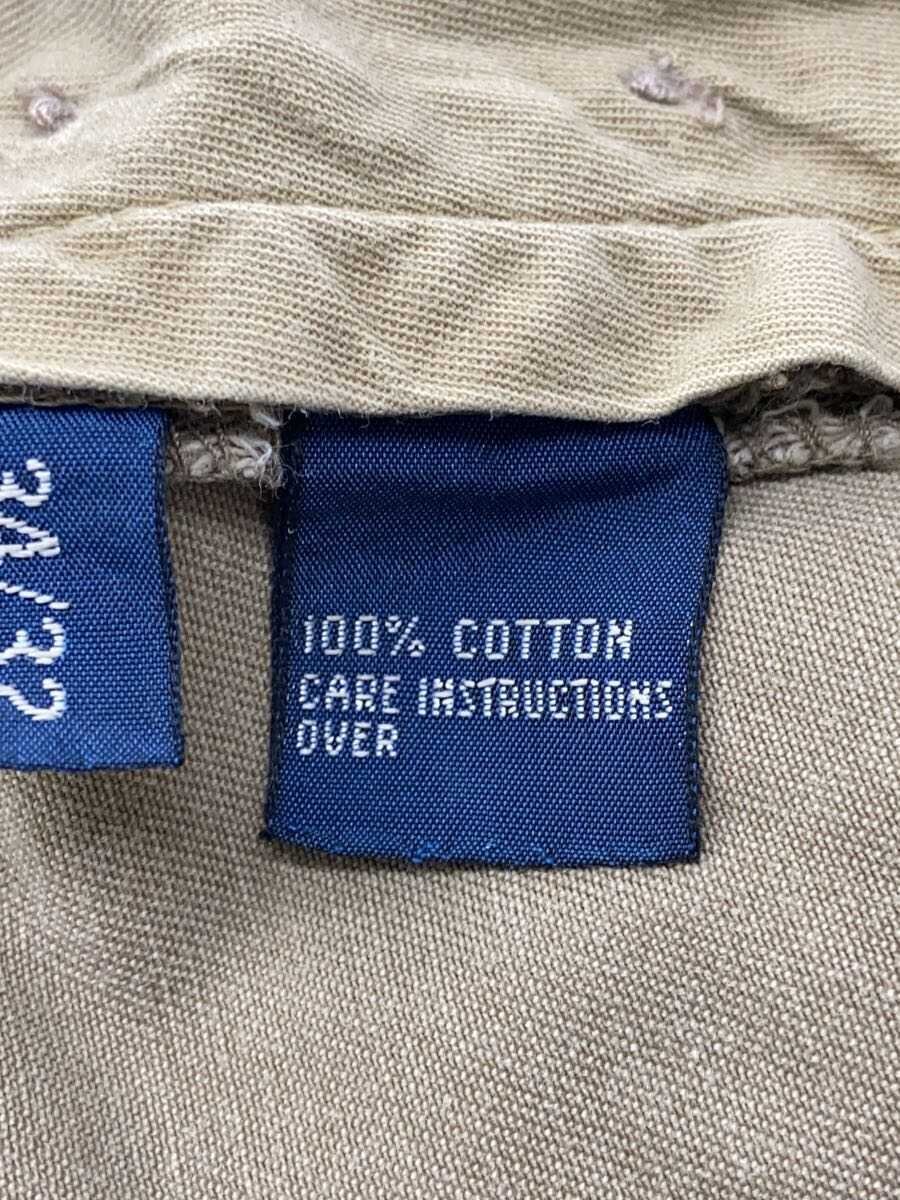 34/32
100% COTTON
CARE INSTRUCTIONS
OVER